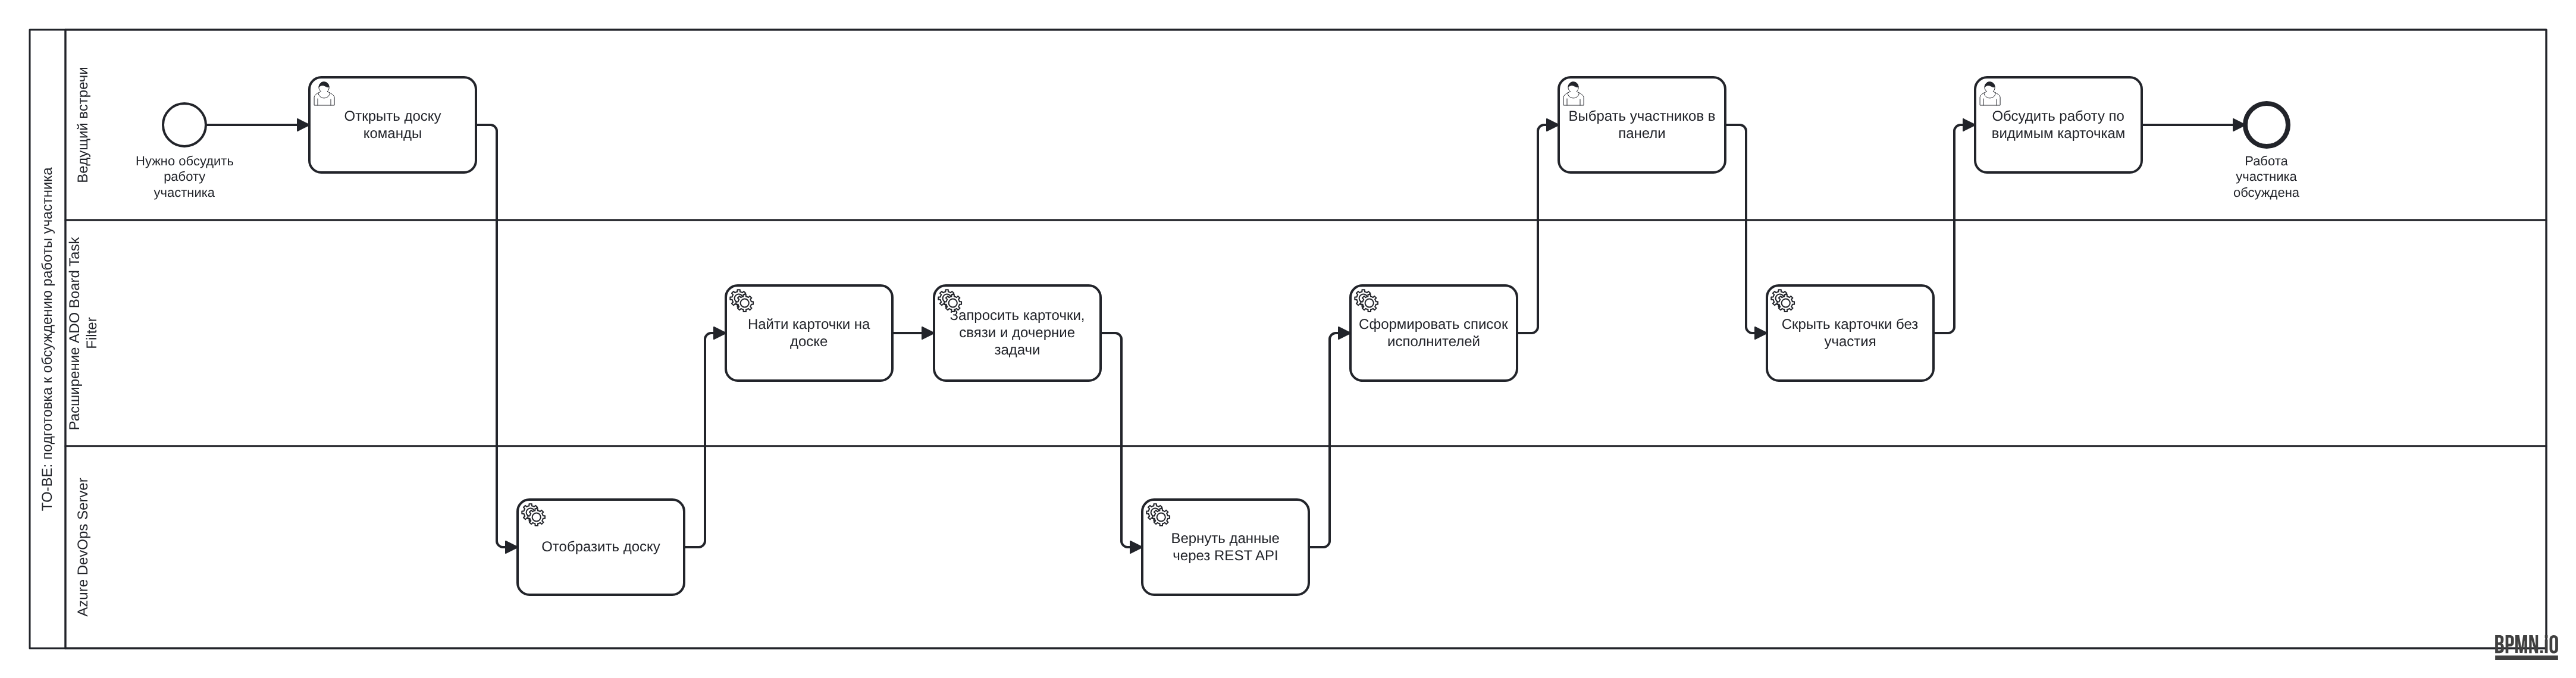 ТО-ВЕ: подготовка к обсуждению работы участника
Ведущий встречи
Нужно обсудить
работу
участника
Открыть доску
команды
Выбрать участников в
панели
Обсудить работу по
видимым карточкам
Работа
участника
обсуждена
Расширение ADO Board Task
Filter
Найти карточки на
доске
Запросить карточки,
связи и дочерние
задачи
Сформировать список
исполнителей
Скрыть карточки без
участия
Azure DevOps Server
Отобразить доску
Вернуть данные
через REST API
BPMN.iO